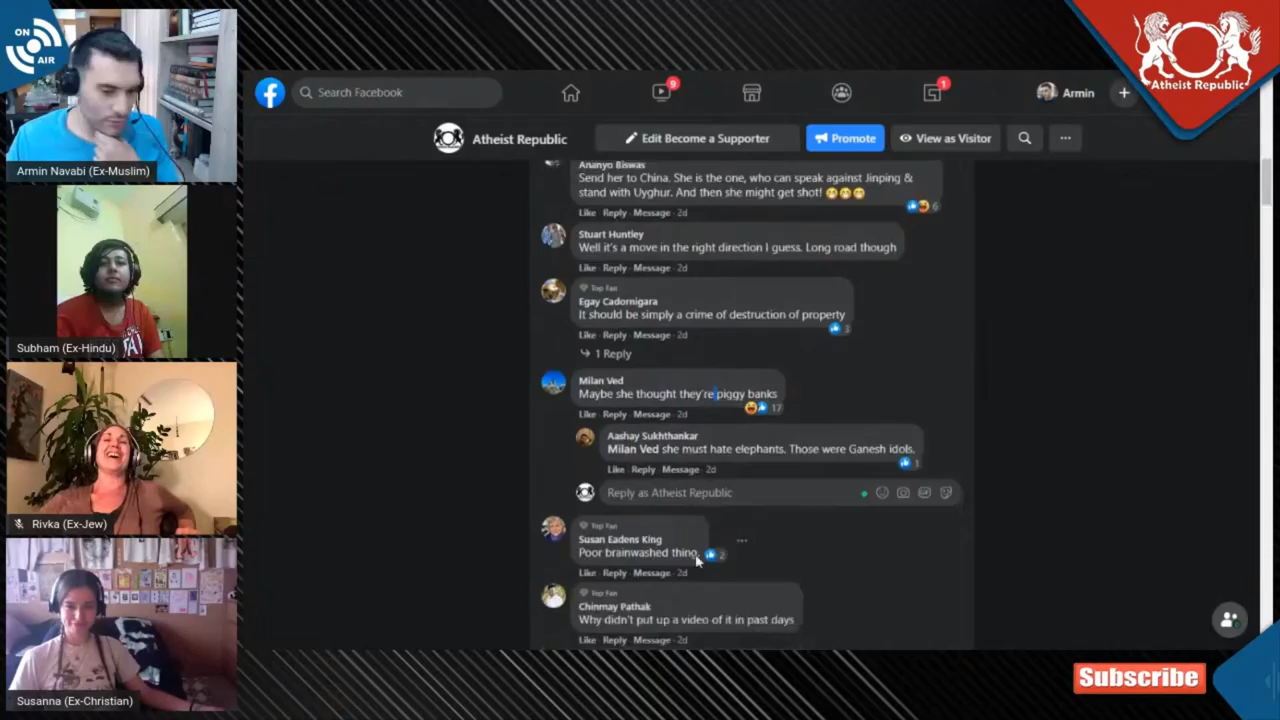 ON
AIR
Armin Navabi (Ex-Muslim)
Subham (Ex-Hindu)
Rivka (Ex-Jew)
Susanna (Ex-Christian)
Search Facebook
9
1
Armin
Atheist Republic
Atheist Republic
Edit Become a Supporter
Promote
View as Visitor
Ananyo Biswas
Send her to China. She is the one, who can speak against Jinping &
stand with Uyghur. And then she might get shot!
6
Like · Reply · Message · 2d
Stuart Huntley
Well it's a move in the right direction I guess. Long road though
Like · Reply · Message · 2d
Top Fan
Egay Cadornigara
It should be simply a crime of destruction of property
3
Like · Reply · Message · 2d
1 Reply
Milan Ved
Maybe she thought they're piggy banks
17
Like · Reply · Message · 2d
Aashay Sukhthankar
Milan Ved she must hate elephants. Those were Ganesh idols.
1
Like · Reply · Message · 2d
Reply as Atheist Republic
GIF
Top Fan
Susan Eadens King
Poor brainwashed thing.
2
Like · Reply · Message · 2d
Top Fan
Chinmay Pathak
Why didn't put up a video of it in past days
Like · Reply · Message · 2d
Subscribe